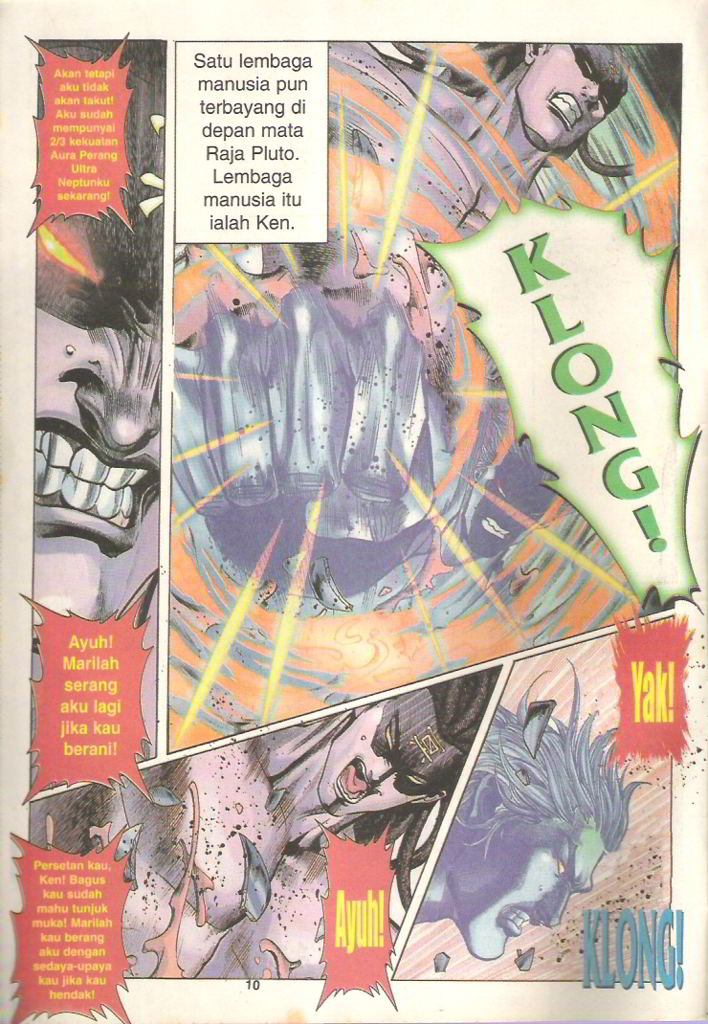 Akan tetapi
aku tidak
akan takut!
Aku sudah
mempunyai
2/3 kekuatan
Aura Perang
Ultra
Neptunku
sekarang!
Satu lembaga
manusia pun
terbayang di
depan mata
Raja Pluto.
Lembaga
manusia itu
ialah Ken.
KLONG!
Ayuh!
Marilah
serang
aku lagi
jika kau
berani!
Yak!
Persetan kau,
Ken! Bagus
kau sudah
mahu tunjuk
muka! Marilah
kau berang
aku dengan
sedaya-upaya
kau jika kau
hendak!
Ayuh!
KLONG!
10